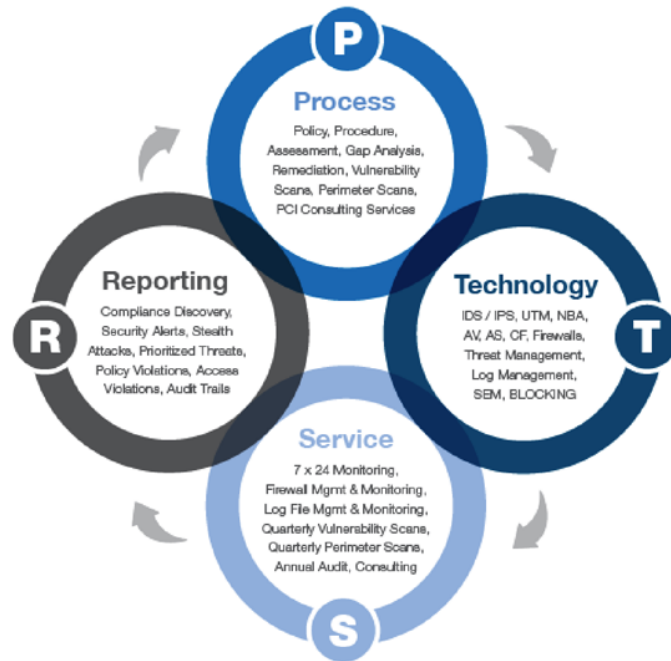 P
Process
Policy, Procedure,
Assessment, Gap Analysis,
Remediation, Vulnerability
Scans, Perimeter Scans,
PCI Consulting Services
T
Technology
IDS / IPS, UTM, NBA,
AV, AS, CF, Firewalls,
Threat Management,
Log Management,
SEM, BLOCKING
S
Service
7 x 24 Monitoring,
Firewall Mgmt & Monitoring,
Log File Mgmt & Monitoring,
Quarterly Vulnerability Scans,
Quarterly Perimeter Scans,
Annual Audit, Consulting
R
Reporting
Compliance Discovery,
Security Alerts, Stealth
Attacks, Prioritized Threats,
Policy Violations, Access
Violations, Audit Trails